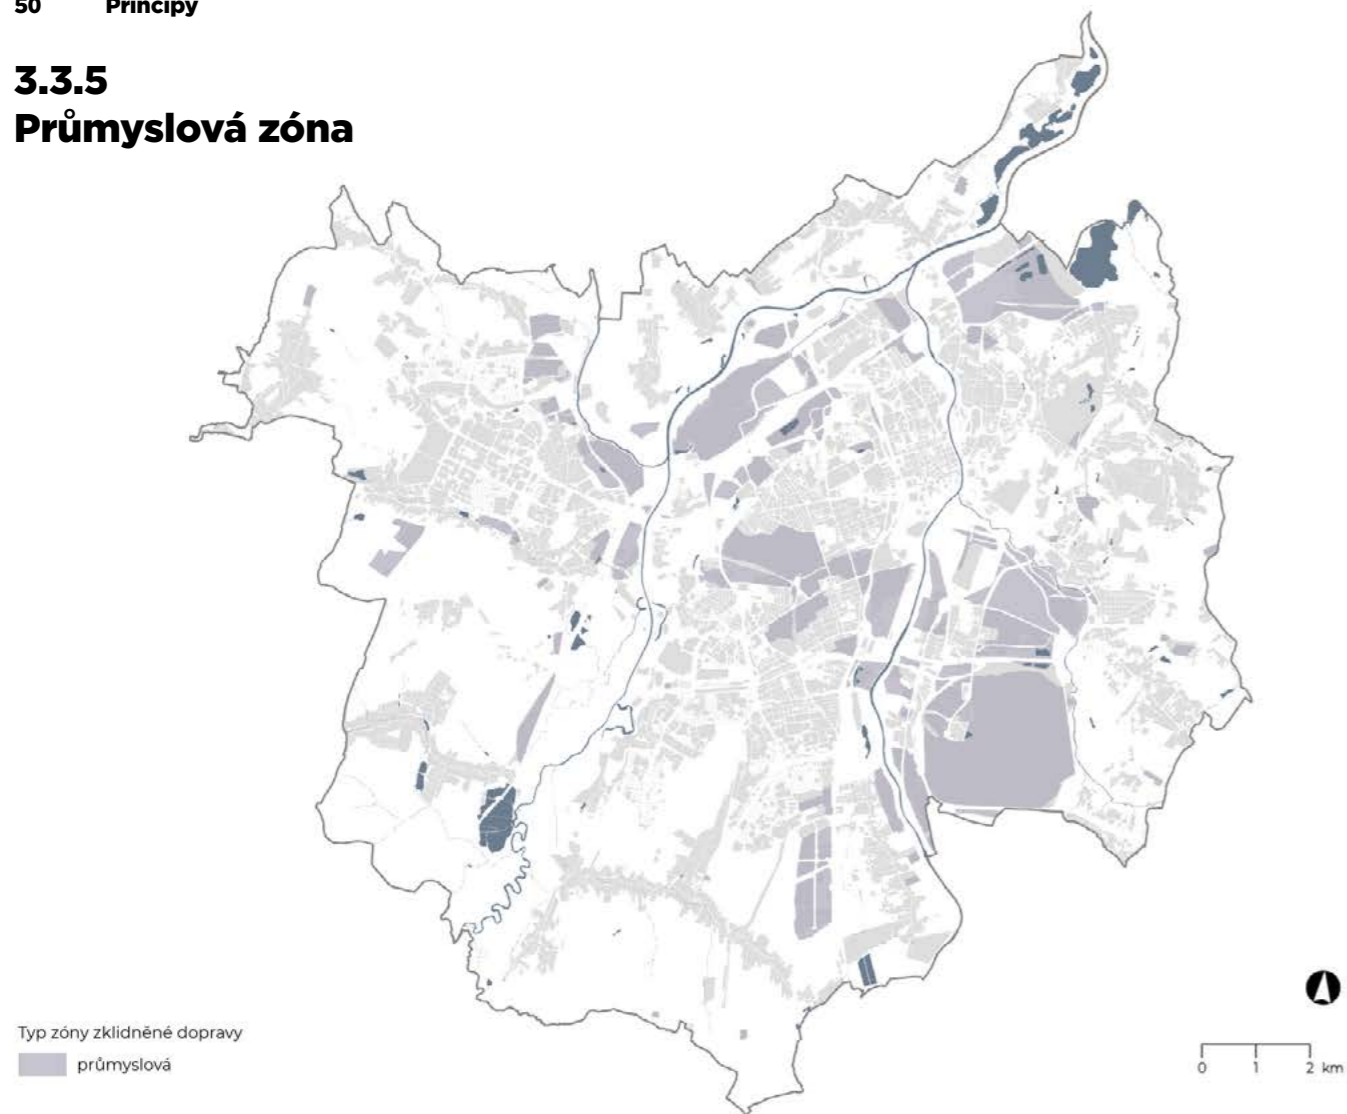 50 Principy
3.3.5
Průmyslová zóna
Typ zóny zklidněné dopravy
průmyslová
0 1 2 km